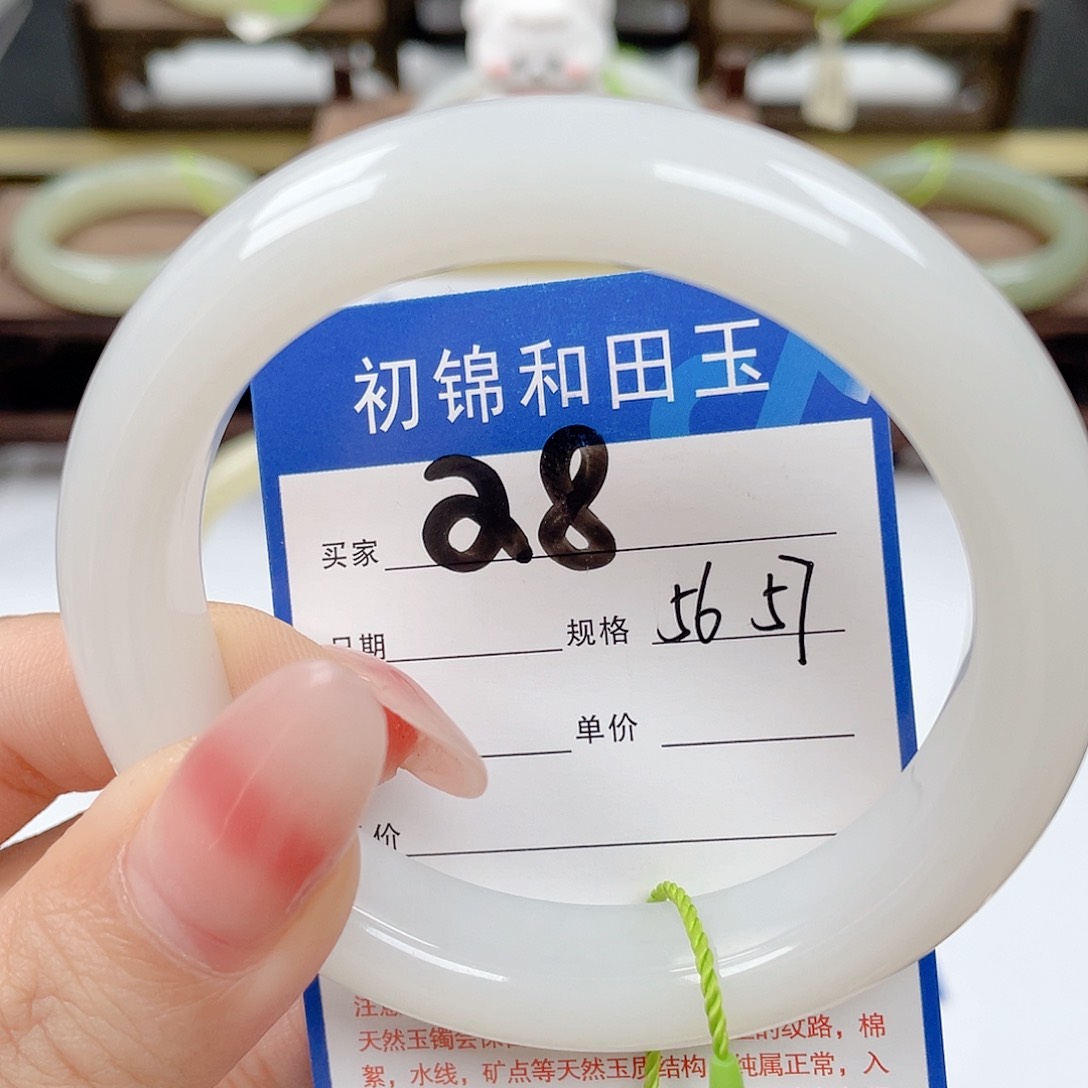 初锦和田玉
买家 28
日期 规格 56 57
单价
价
天然玉镯会 的纹路，棉
絮，水线，矿点等天然玉质结构 纯属正常，入